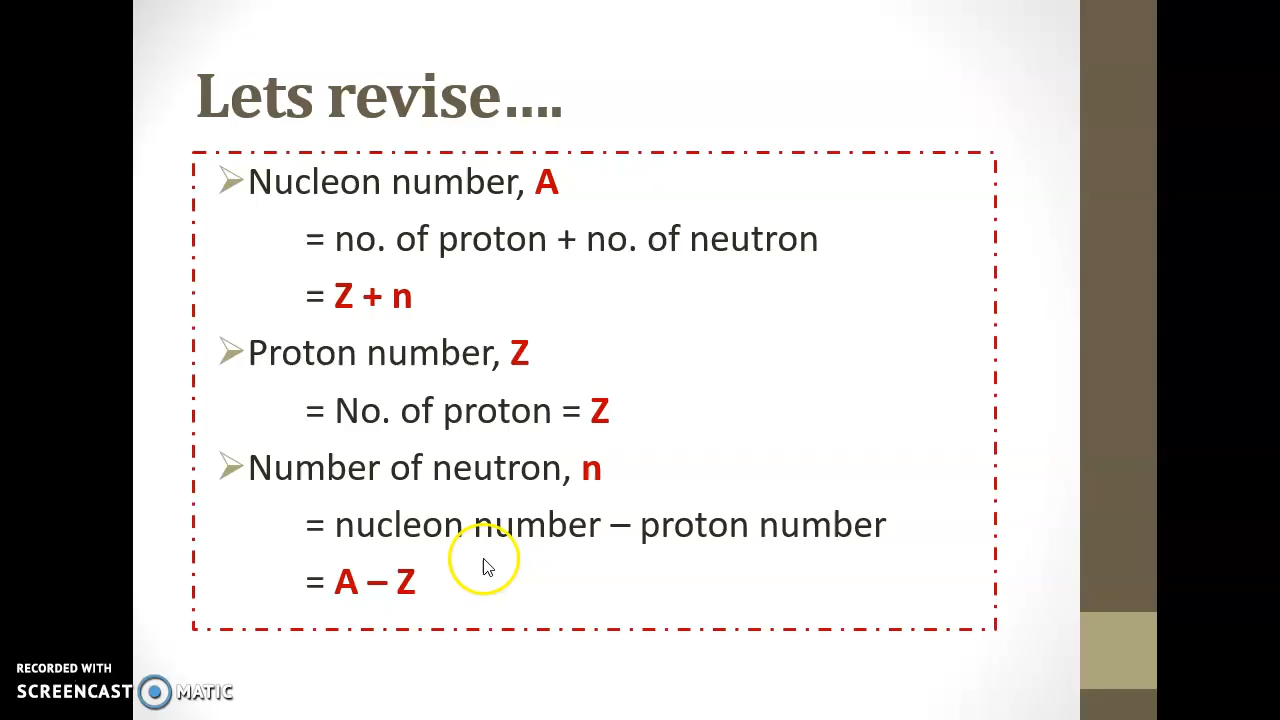 Lets revise....
Nucleon number, A
= no. of proton + no. of neutron
= Z + n
Proton number, Z
= No. of proton = Z
Number of neutron, n
= nucleon number – proton number
= A – Z
RECORDED WITH
SCREENCAST MATIC